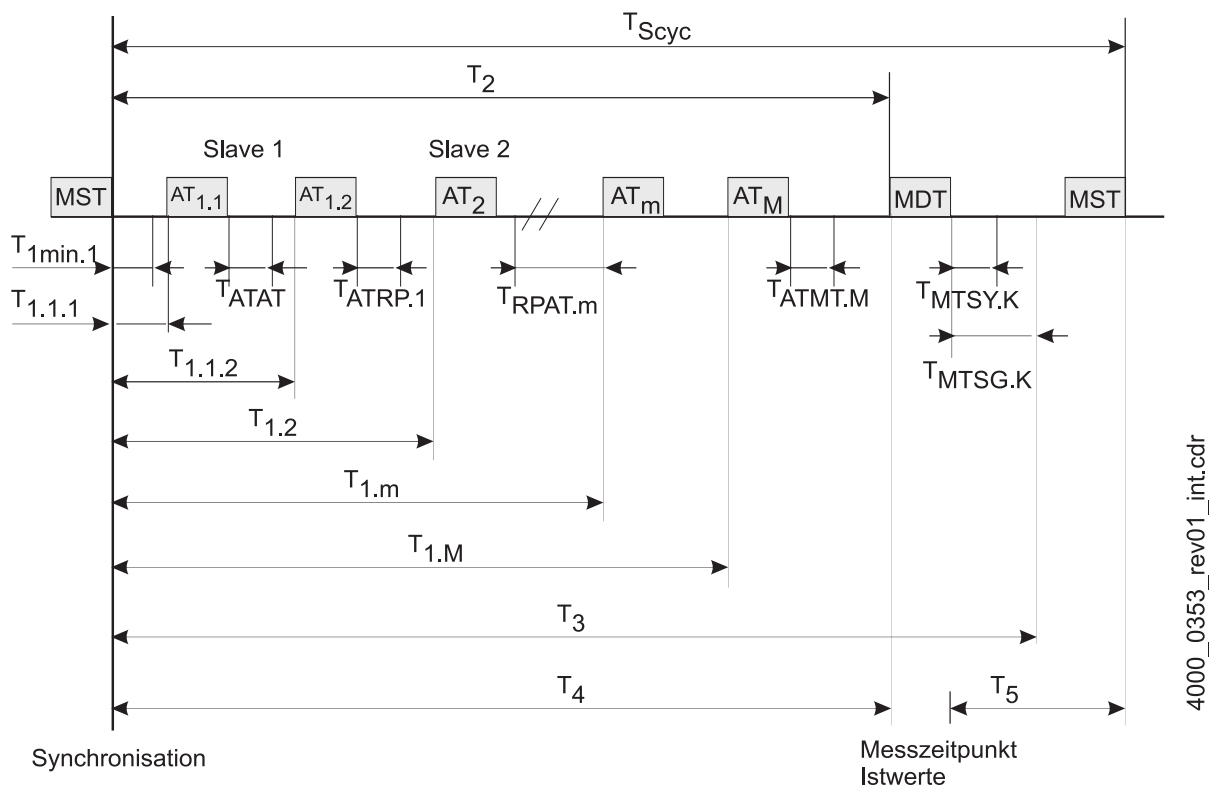 TScyc
T2
Slave 1 Slave 2
MST AT1.1 AT1.2 AT2 ATm ATM MDT MST
T1min.1
TATAT TATRP.1 TRPAT.m TATMT.M TMTSY.K
T1.1.1
TMTSG.K
T1.1.2
T1.2
T1.m
T1.M
T3
T4 T5
Synchronisation
Messzeitpunkt
Istwerte
4000_0353_rev01_int.cdr